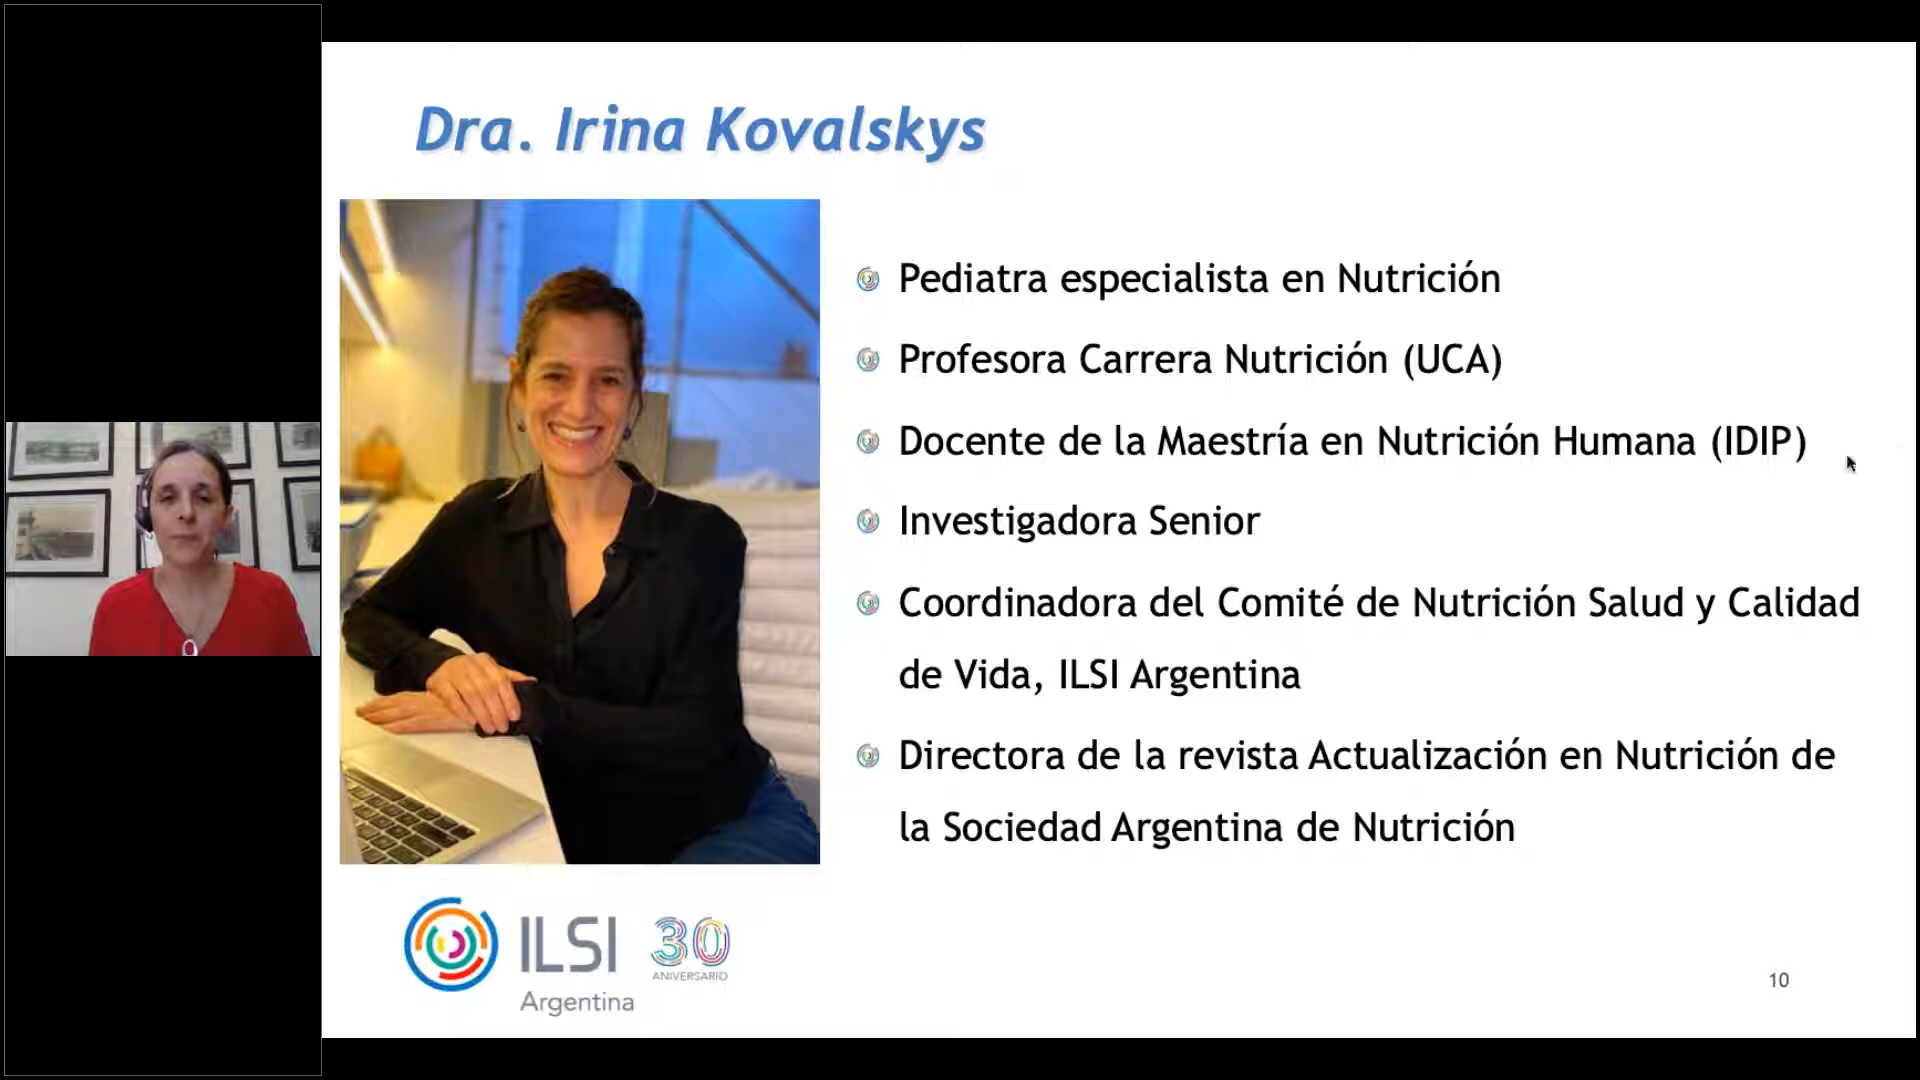 Dra. Irina Kovalskys
Pediatra especialista en Nutrición
Profesora Carrera Nutrición (UCA)
Docente de la Maestría en Nutrición Humana (IDIP)
Investigadora Senior
Coordinadora del Comité de Nutrición Salud y Calidad
de Vida, ILSI Argentina
Directora de la revista Actualización en Nutrición de
la Sociedad Argentina de Nutrición
ILSI
Argentina
30
ANIVERSARIO
10